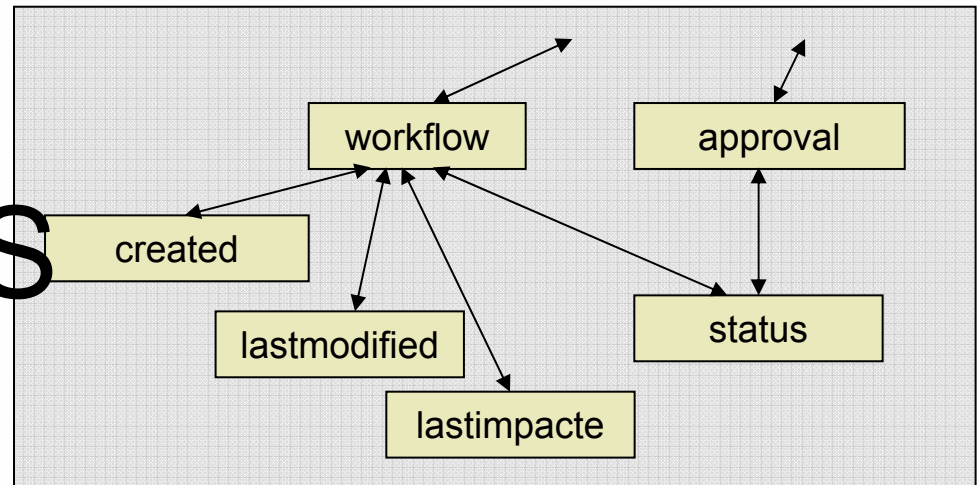 workflow
approval
S
created
lastmodified
status
lastimpacte